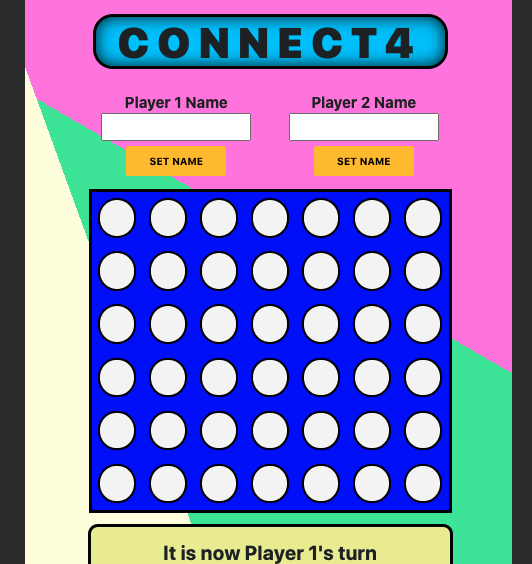 CONNECT4
Player 1 Name Player 2 Name
SET NAME SET NAME
It is now Player 1's turn